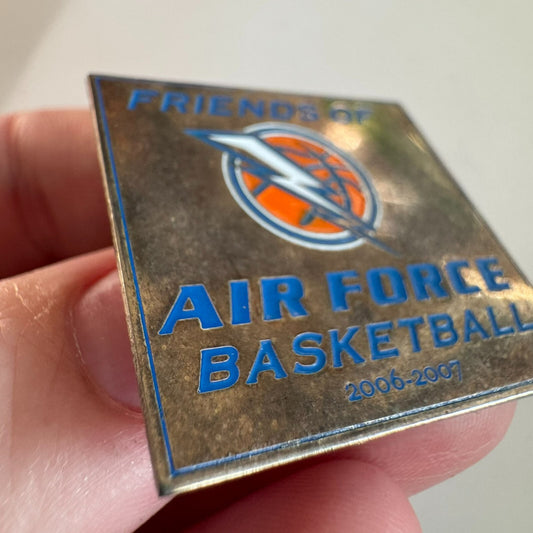 FRIENDS OF
AIR FORCE
BASKETBALL
2006-2007